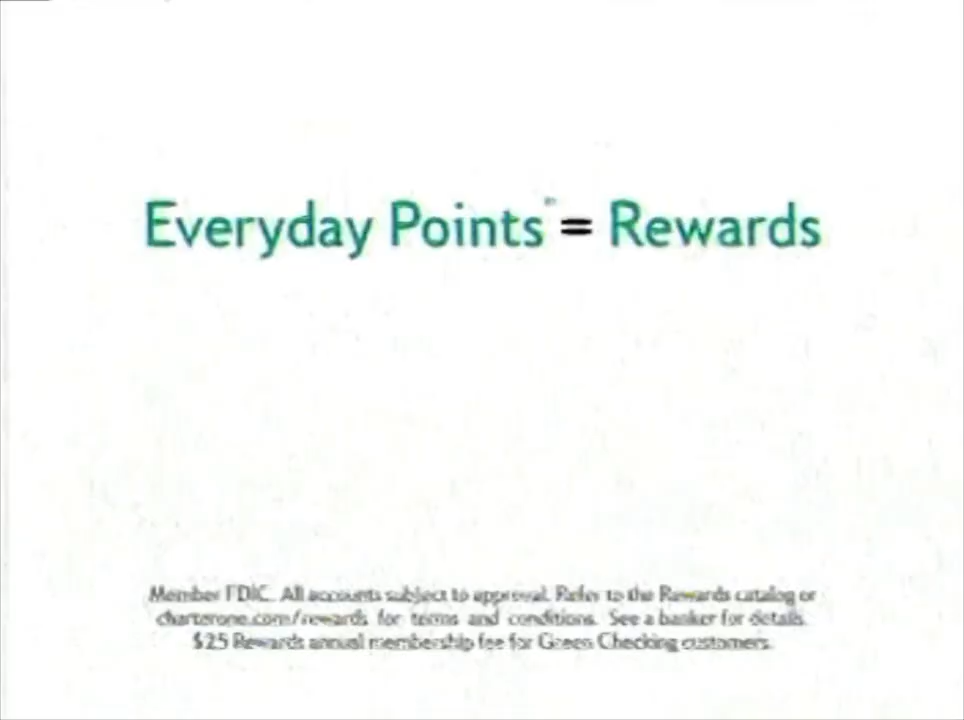 Everyday Points℠ = Rewards
Member FDIC. All accounts subject to approval. Refer to the Rewards catalog or
charterone.com/rewards for terms and conditions. See a banker for details.
$25 Rewards annual membership fee for Green Checking customers.